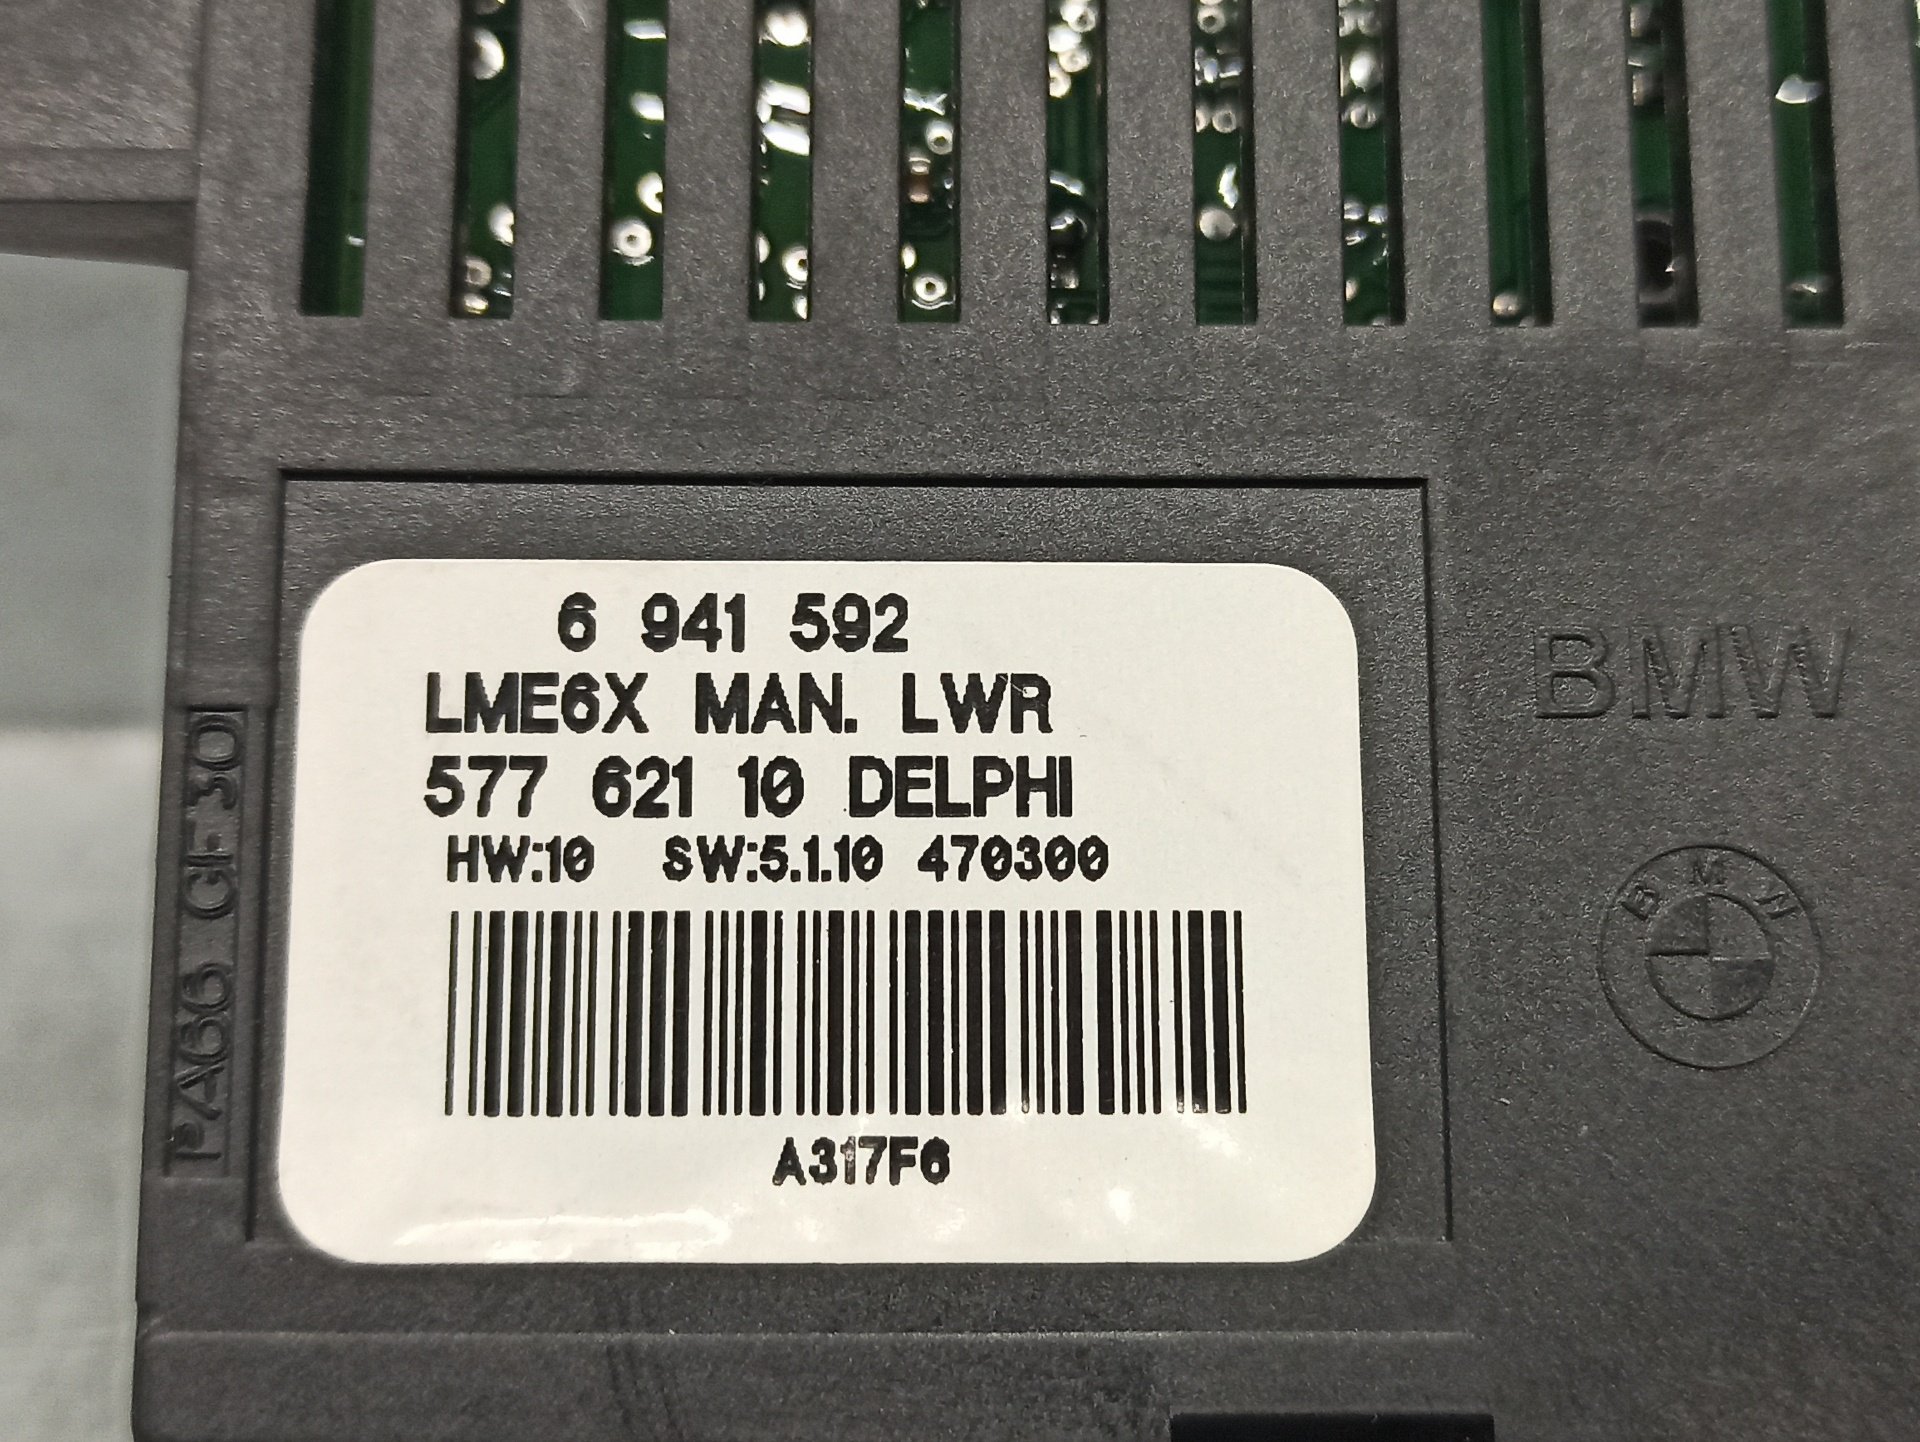 6 941 592
LME6X MAN. LWR
577 621 10 DELPHI
HW:10 SW:5.1.10 470300
A317F6
PA66 GF30
BMW
BMW